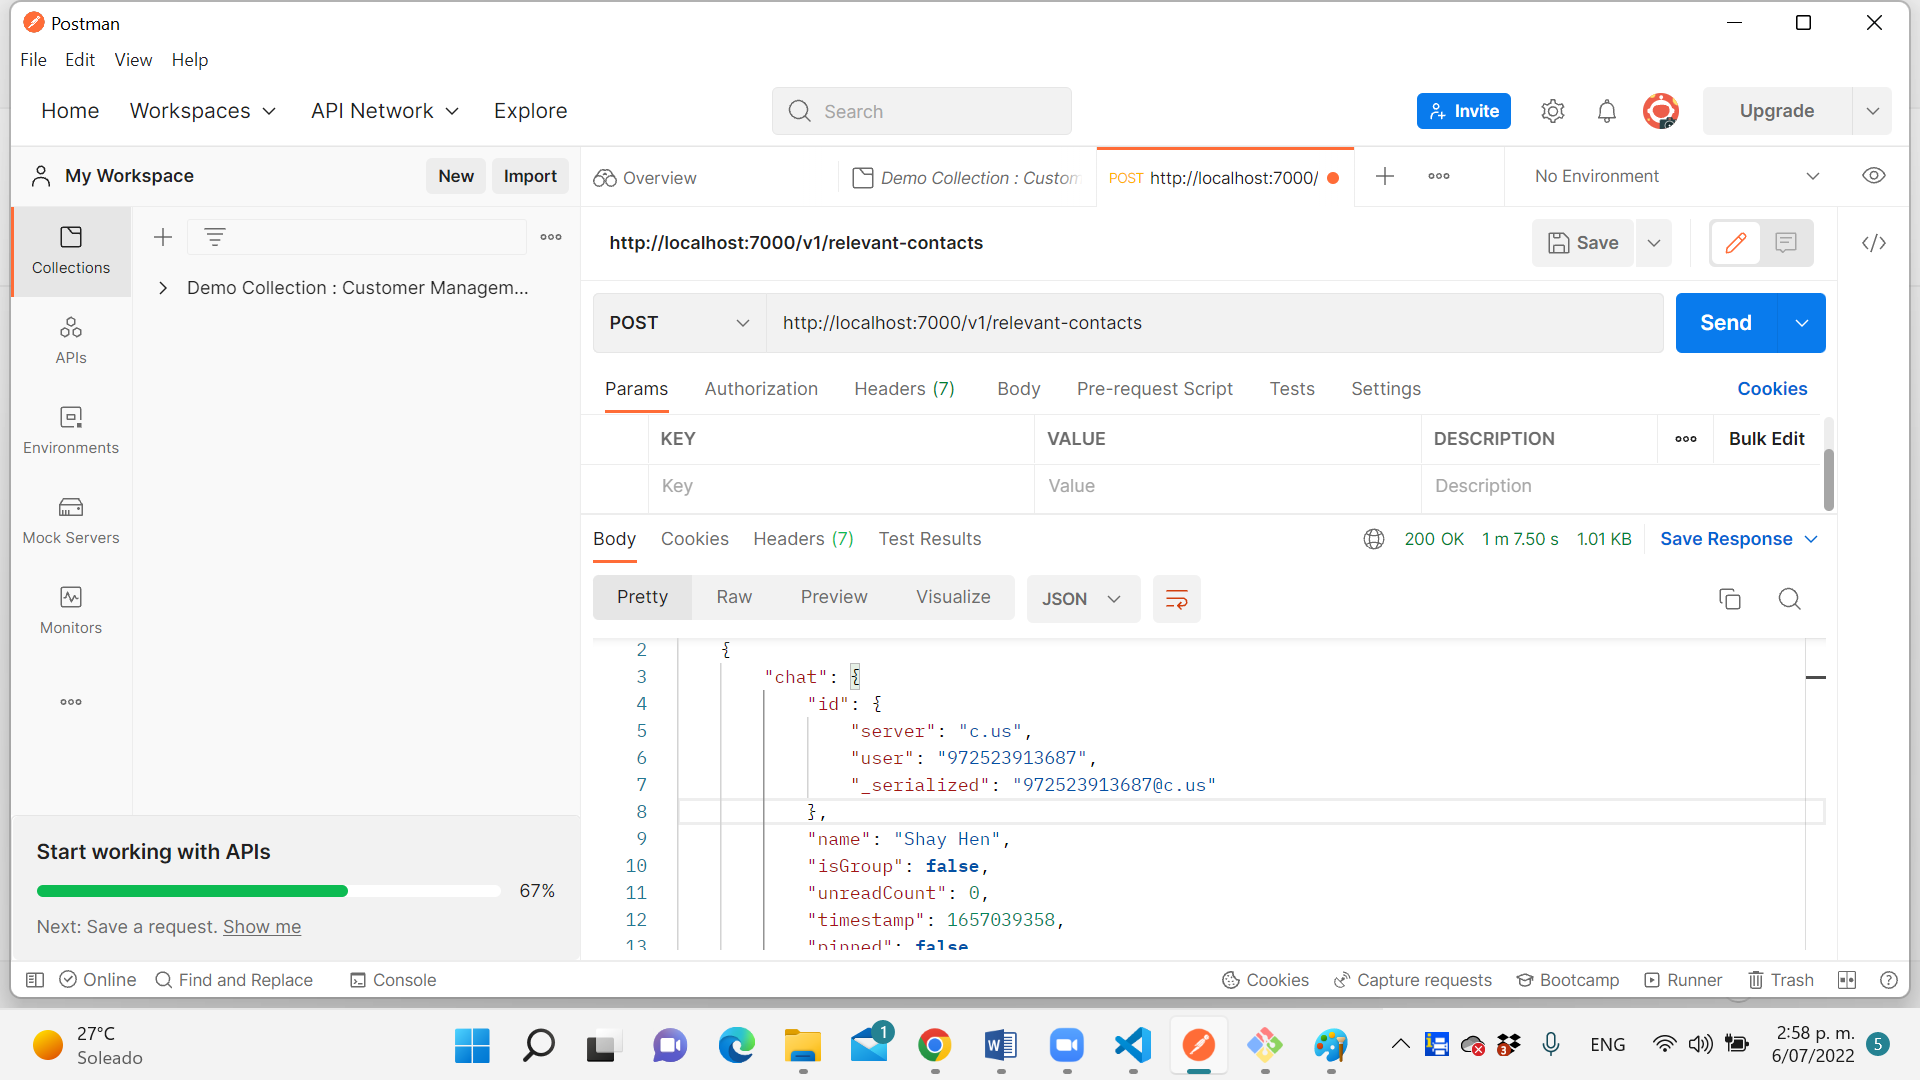 Postman
File Edit View Help
Home Workspaces API Network Explore Search Invite Upgrade
My Workspace New Import
Overview Demo Collection : Custom POST http://localhost:7000/ No Environment
Collections
Demo Collection : Customer Managem...
APIs
Environments
Mock Servers
Monitors
http://localhost:7000/v1/relevant-contacts Save
POST http://localhost:7000/v1/relevant-contacts Send
Params Authorization Headers (7) Body Pre-request Script Tests Settings Cookies
KEY VALUE DESCRIPTION Bulk Edit
Key Value Description
Body Cookies Headers (7) Test Results 200 OK 1 m 7.50 s 1.01 KB Save Response
Pretty Raw Preview Visualize JSON
2 {
3 "chat": {
4 "id": {
5 "server": "c.us",
6 "user": "972523913687",
7 "_serialized": "972523913687@c.us"
8 },
9 "name": "Shay Hen",
10 "isGroup": false,
11 "unreadCount": 0,
12 "timestamp": 1657039358,
13 "pinned": false
Start working with APIs
67%
Next: Save a request. Show me
Online Find and Replace Console Cookies Capture requests Bootcamp Runner Trash
27°C
Soleado
1
3
ENG
2:58 p. m.
6/07/2022
5